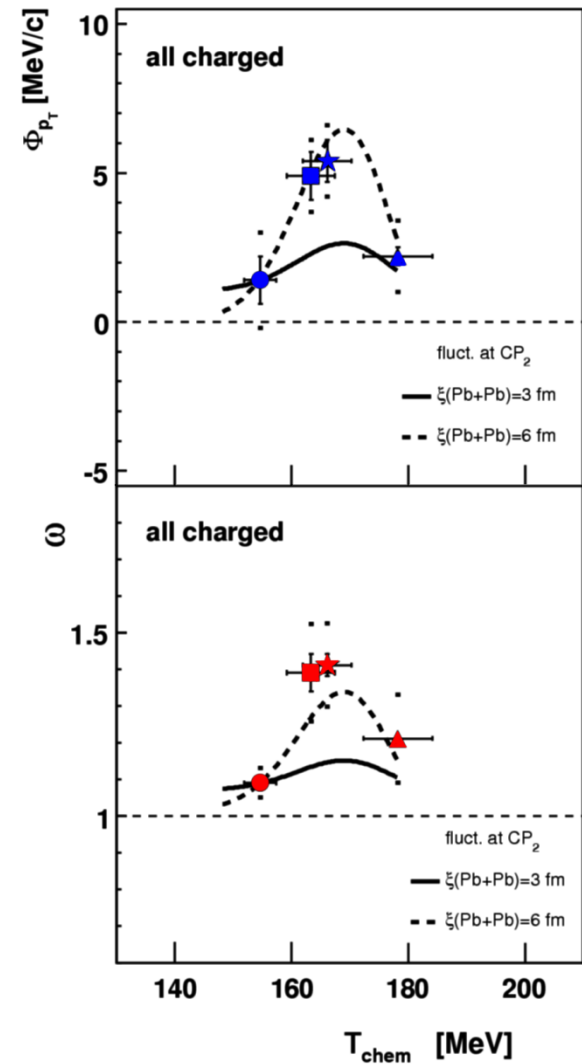 10
all charged
Φ_{p_T} [MeV/c]
5
0
fluct. at CP₂
ξ(Pb+Pb)=3 fm
ξ(Pb+Pb)=6 fm
-5
ω
all charged
1.5
1
fluct. at CP₂
ξ(Pb+Pb)=3 fm
ξ(Pb+Pb)=6 fm
140 160 180 200
T_{chem} [MeV]